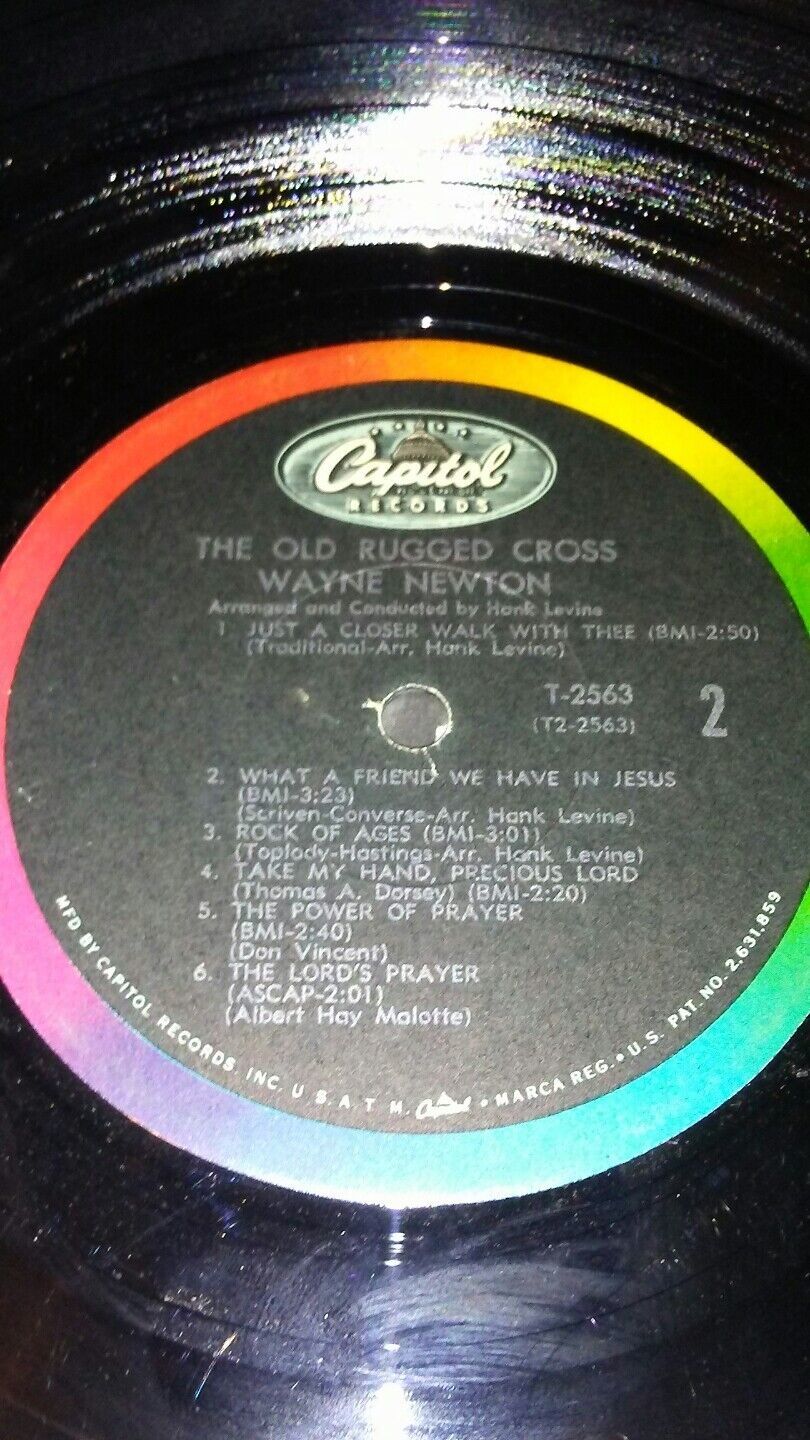 Capitol
RECORDS
THE OLD RUGGED CROSS
WAYNE NEWTON
Arranged and Conducted by Hank Levine
1. JUST A CLOSER WALK WITH THEE (BMI-2:50)
(Traditional-Arr. Hank Levine)
T-2563
(T2-2563)
2
2. WHAT A FRIEND WE HAVE IN JESUS
(BMI-3:23)
(Scriven-Converse-Arr. Hank Levine)
3. ROCK OF AGES (BMI-3:01)
(Toplody-Hastings-Arr. Hank Levine)
4. TAKE MY HAND, PRECIOUS LORD
(Thomas A. Dorsey) (BMI-2:20)
5. THE POWER OF PRAYER
(BMI-2:40)
(Don Vincent)
6. THE LORD'S PRAYER
(ASCAP-2:01)
(Albert Hay Malotte)
MFD BY CAPITOL RECORDS, INC. U.S.A. T.M. Capitol • MARCA REG. • U.S. PAT. NO. 2,631,859